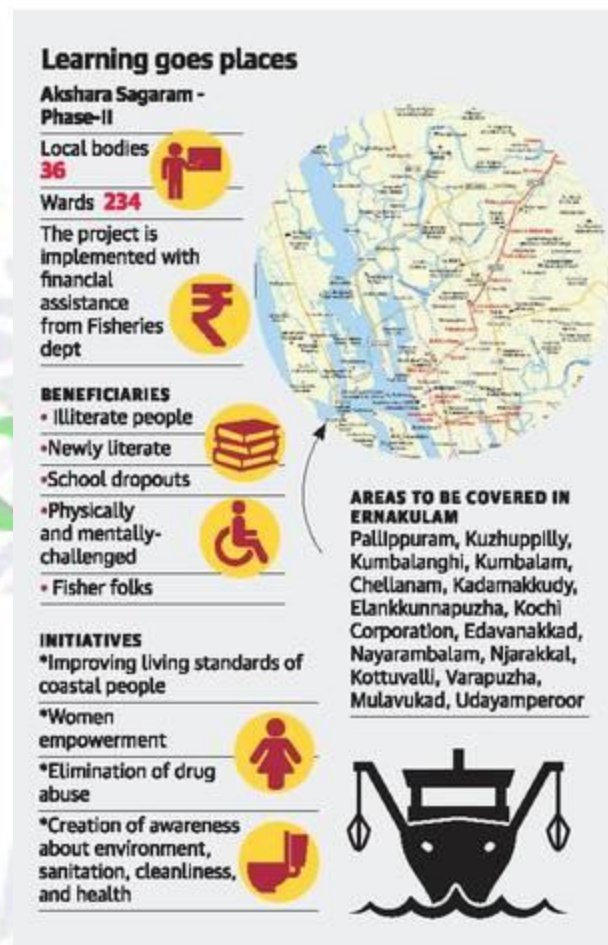 Learning goes places
Akshara Sagaram -
Phase-II
Local bodies
36
Wards 234
The project is
implemented with
financial
assistance
from Fisheries
dept
BENEFICIARIES
• Illiterate people
•Newly literate
•School dropouts
•Physically
and mentally-
challenged
• Fisher folks
INITIATIVES
*Improving living standards of
coastal people
*Women
empowerment
*Elimination of drug
abuse
*Creation of awareness
about environment,
sanitation, cleanliness,
and health
AREAS TO BE COVERED IN
ERNAKULAM
Pallippuram, Kuzhuppilly,
Kumbalanghi, Kumbalam,
Chellanam, Kadamakkudy,
Elankkunnapuzha, Kochi
Corporation, Edavanakkad,
Nayarambalam, Njarakkal,
Kottuvalli, Varapuzha,
Mulavukad, Udayamperoor